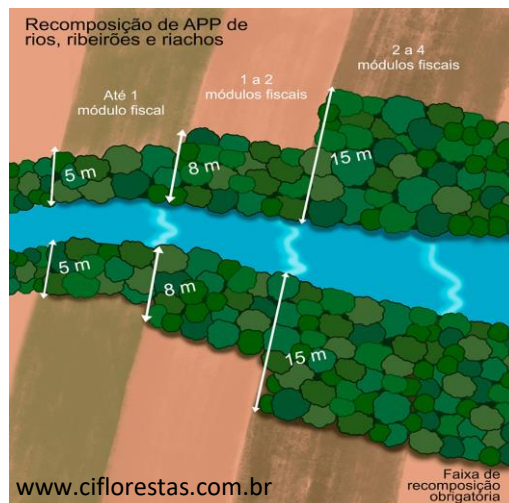 Recomposição de APP de
rios, ribeirões e riachos
Até 1
módulo fiscal
1 a 2
módulos fiscais
2 a 4
módulos fiscais
5 m
8 m
15 m
5 m
8 m
15 m
www.ciflorestas.com.br
Faixa de
recomposição
obrigatória